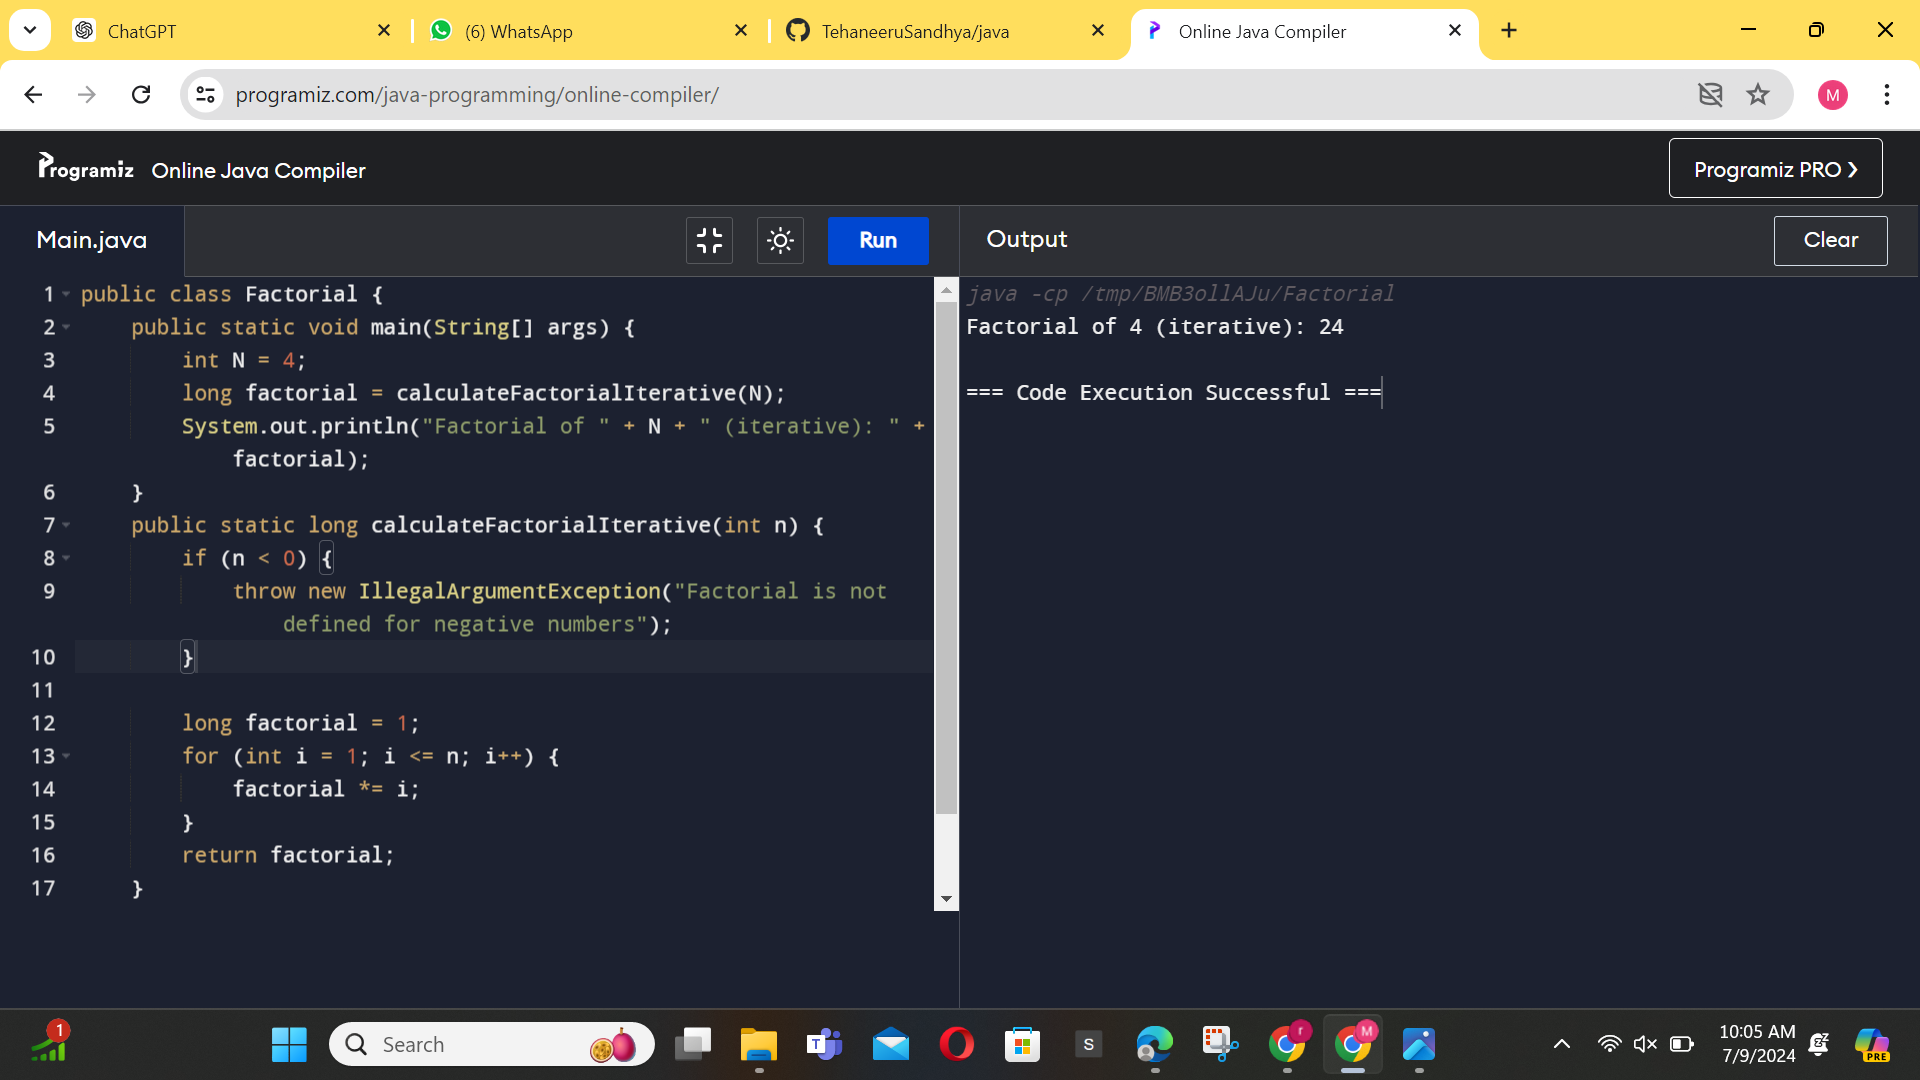 ChatGPT
(6) WhatsApp
TehaneeruSandhya/java
Online Java Compiler
programiz.com/java-programming/online-compiler/
M
Programiz Online Java Compiler
Programiz PRO ❯
Main.java
Run
Output
Clear
1 public class Factorial {
2 public static void main(String[] args) {
3 int N = 4;
4 long factorial = calculateFactorialIterative(N);
5 System.out.println("Factorial of " + N + " (iterative): " +
factorial);
6 }
7 public static long calculateFactorialIterative(int n) {
8 if (n < 0) {
9 throw new IllegalArgumentException("Factorial is not
defined for negative numbers");
10 }
11
12 long factorial = 1;
13 for (int i = 1; i <= n; i++) {
14 factorial *= i;
15 }
16 return factorial;
17 }
java -cp /tmp/BMB3ollAJu/Factorial
Factorial of 4 (iterative): 24
=== Code Execution Successful ===
1
Search
T
S
r
M
10:05 AM
7/9/2024
PRE